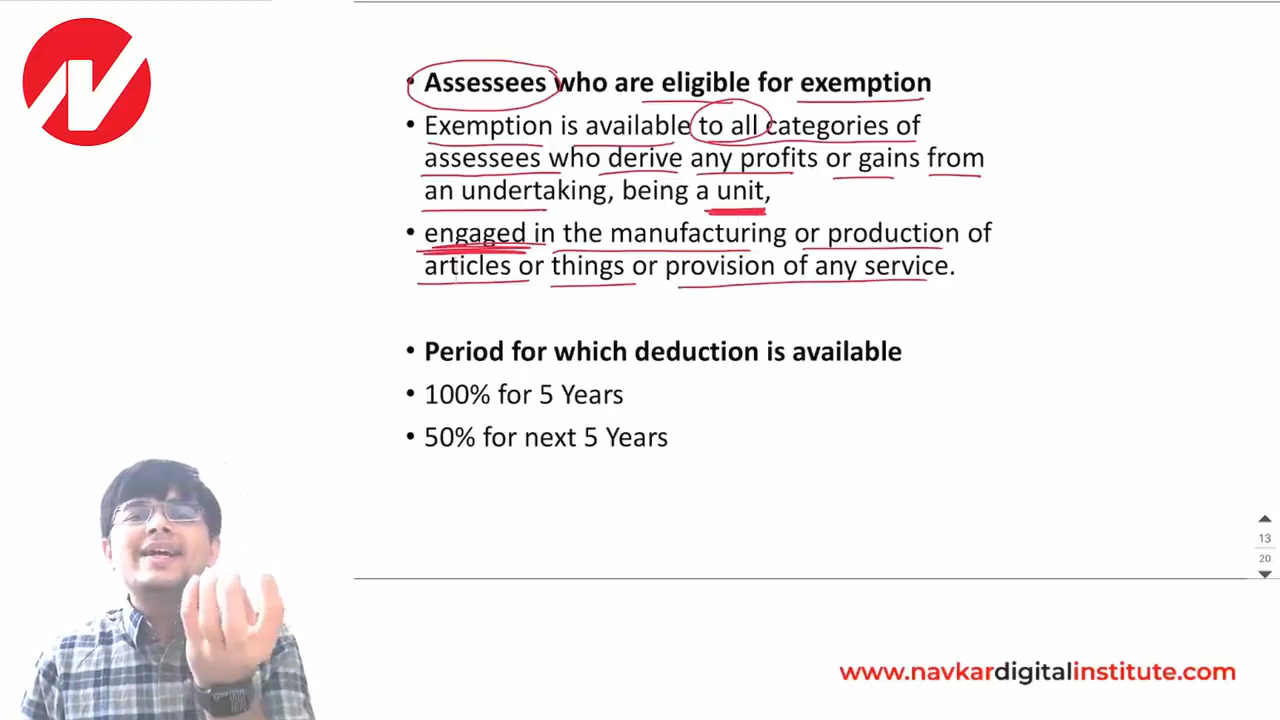 • Assessees who are eligible for exemption
• Exemption is available to all categories of
assessees who derive any profits or gains from
an undertaking, being a unit,
• engaged in the manufacturing or production of
articles or things or provision of any service.
• Period for which deduction is available
• 100% for 5 Years
• 50% for next 5 Years
13
20
www.navkardigitalinstitute.com